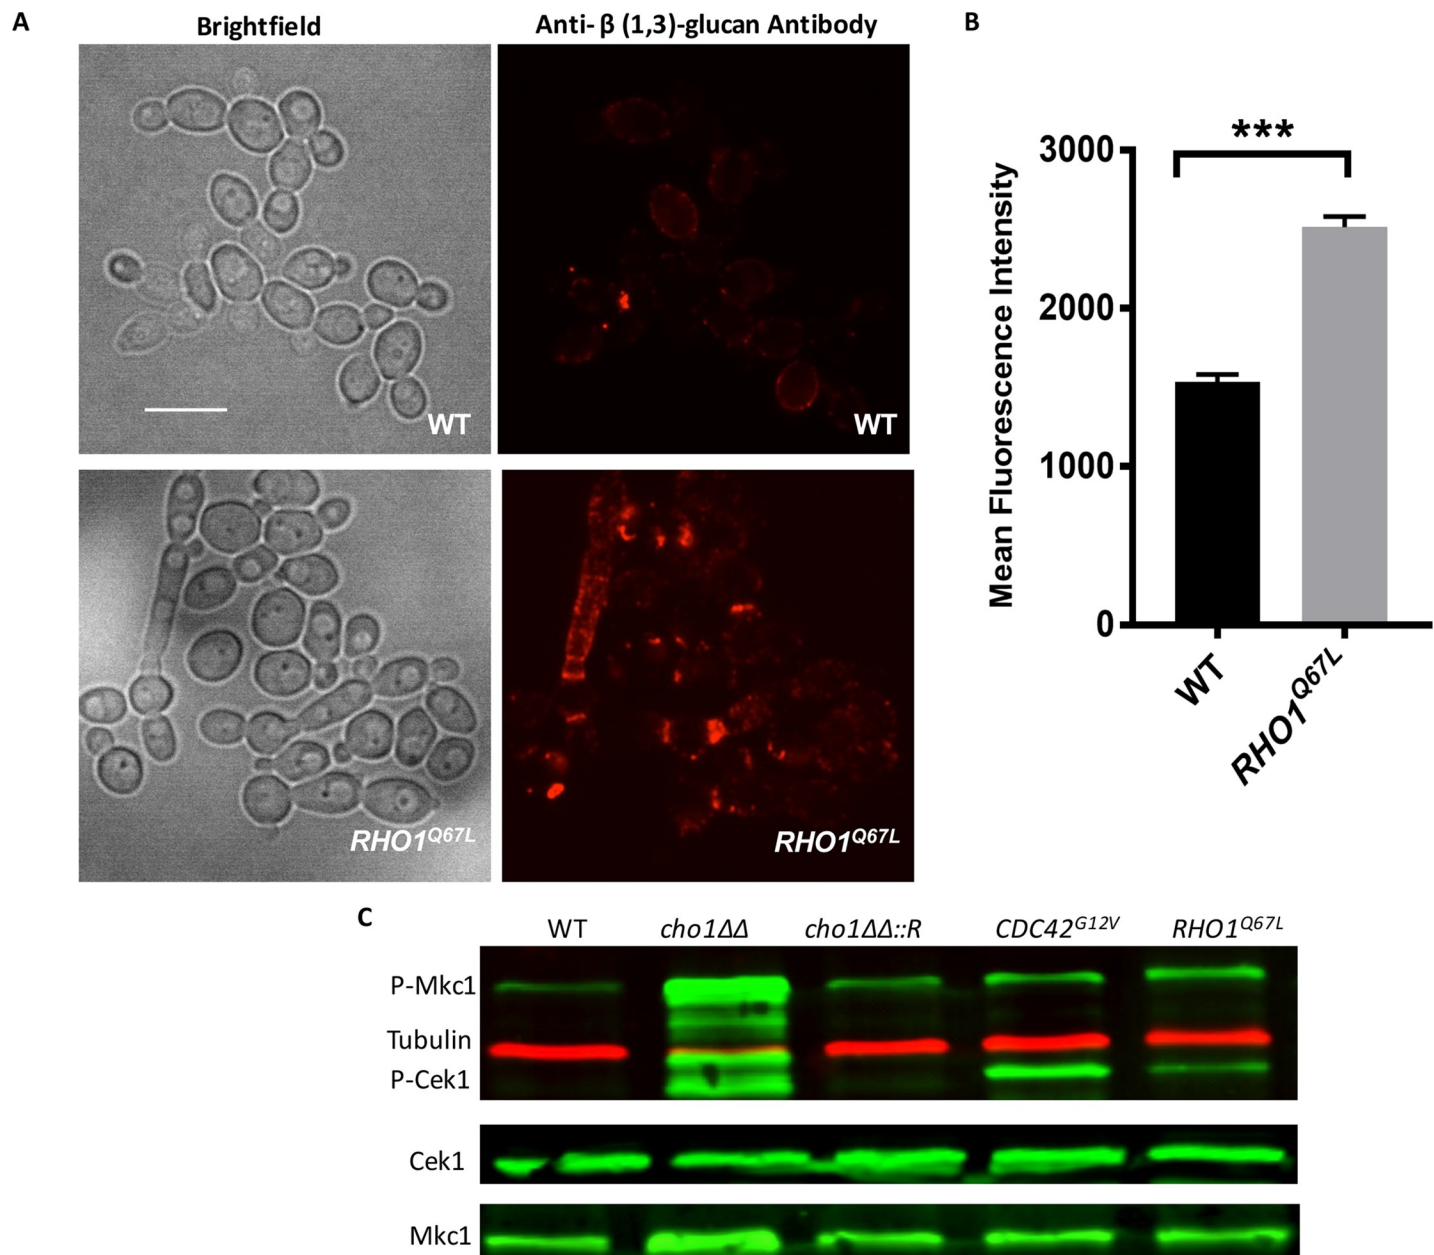 A
Brightfield
Anti- β (1,3)-glucan Antibody
WT
WT
RHO1Q67L
RHO1Q67L
B
***
Mean Fluorescence Intensity
3000
2000
1000
0
WT
RHO1Q67L
C
WT cho1ΔΔ cho1ΔΔ::R CDC42G12V RHO1Q67L
P-Mkc1
Tubulin
P-Cek1
Cek1
Mkc1